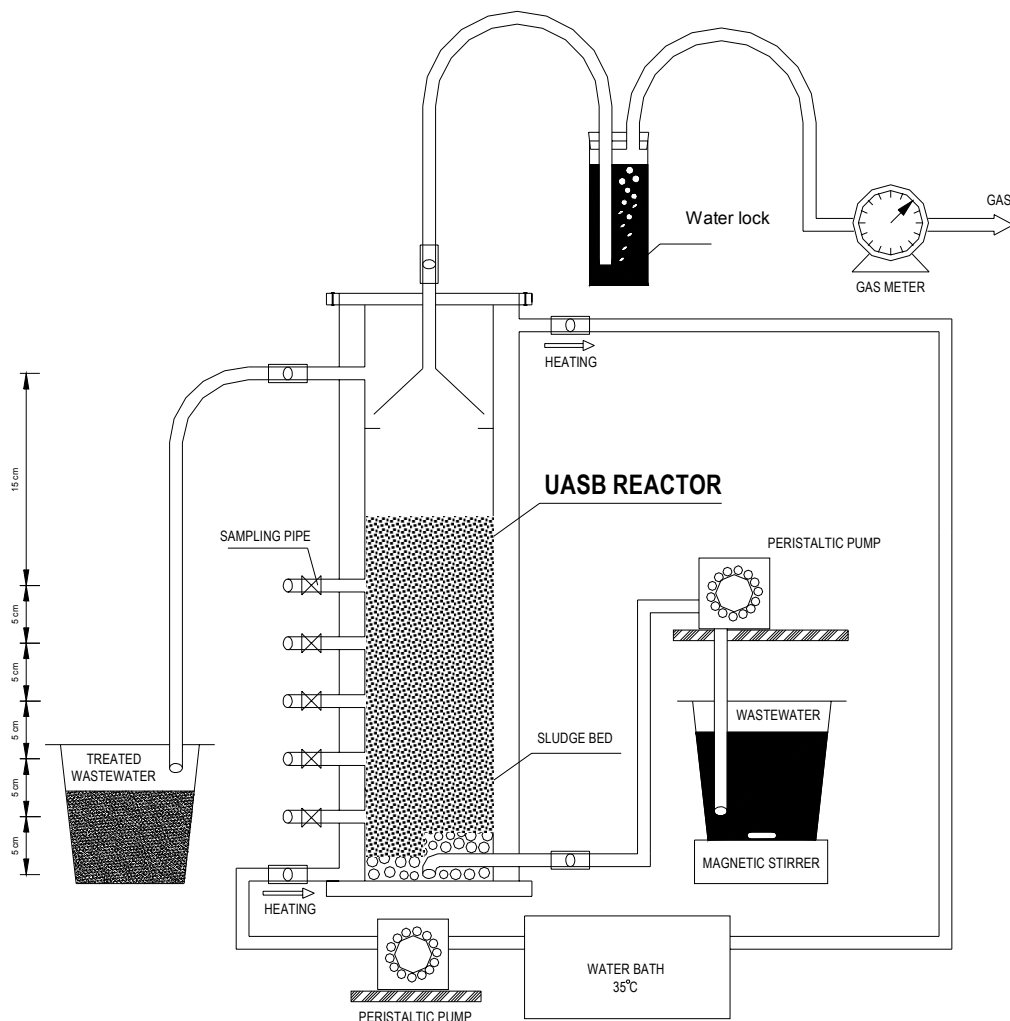 Water lock
GAS
GAS METER
HEATING
15 cm
UASB REACTOR
SAMPLING PIPE
PERISTALTIC PUMP
5 cm
5 cm
5 cm
5 cm
5 cm
WASTEWATER
SLUDGE BED
TREATED
WASTEWATER
MAGNETIC STIRRER
HEATING
WATER BATH
35°C
PERISTALTIC PUMP